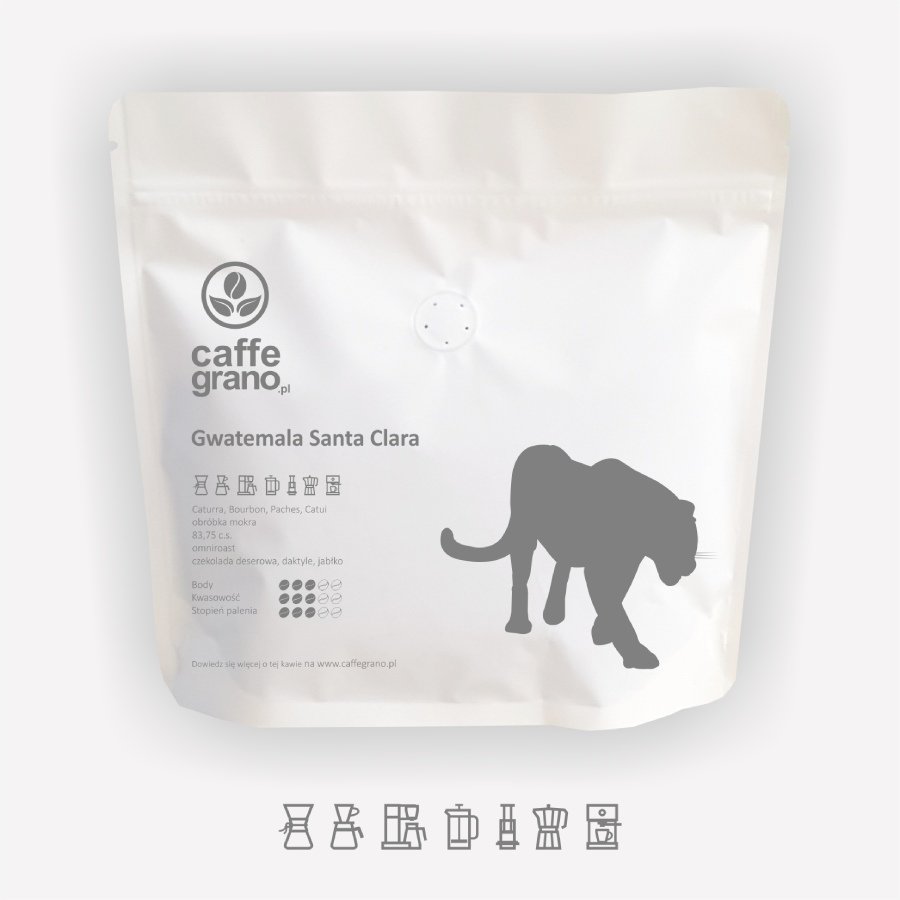 caffe
grano.pl
Gwatemala Santa Clara
Caturra, Bourbon, Paches, Catui
obróbka mokra
83,75 c.s.
omniroast
czekolada deserowa, daktyle, jabłko
Body
Kwasowość
Stopień palenia
Dowiedz się więcej o tej kawie na www.caffegrano.pl